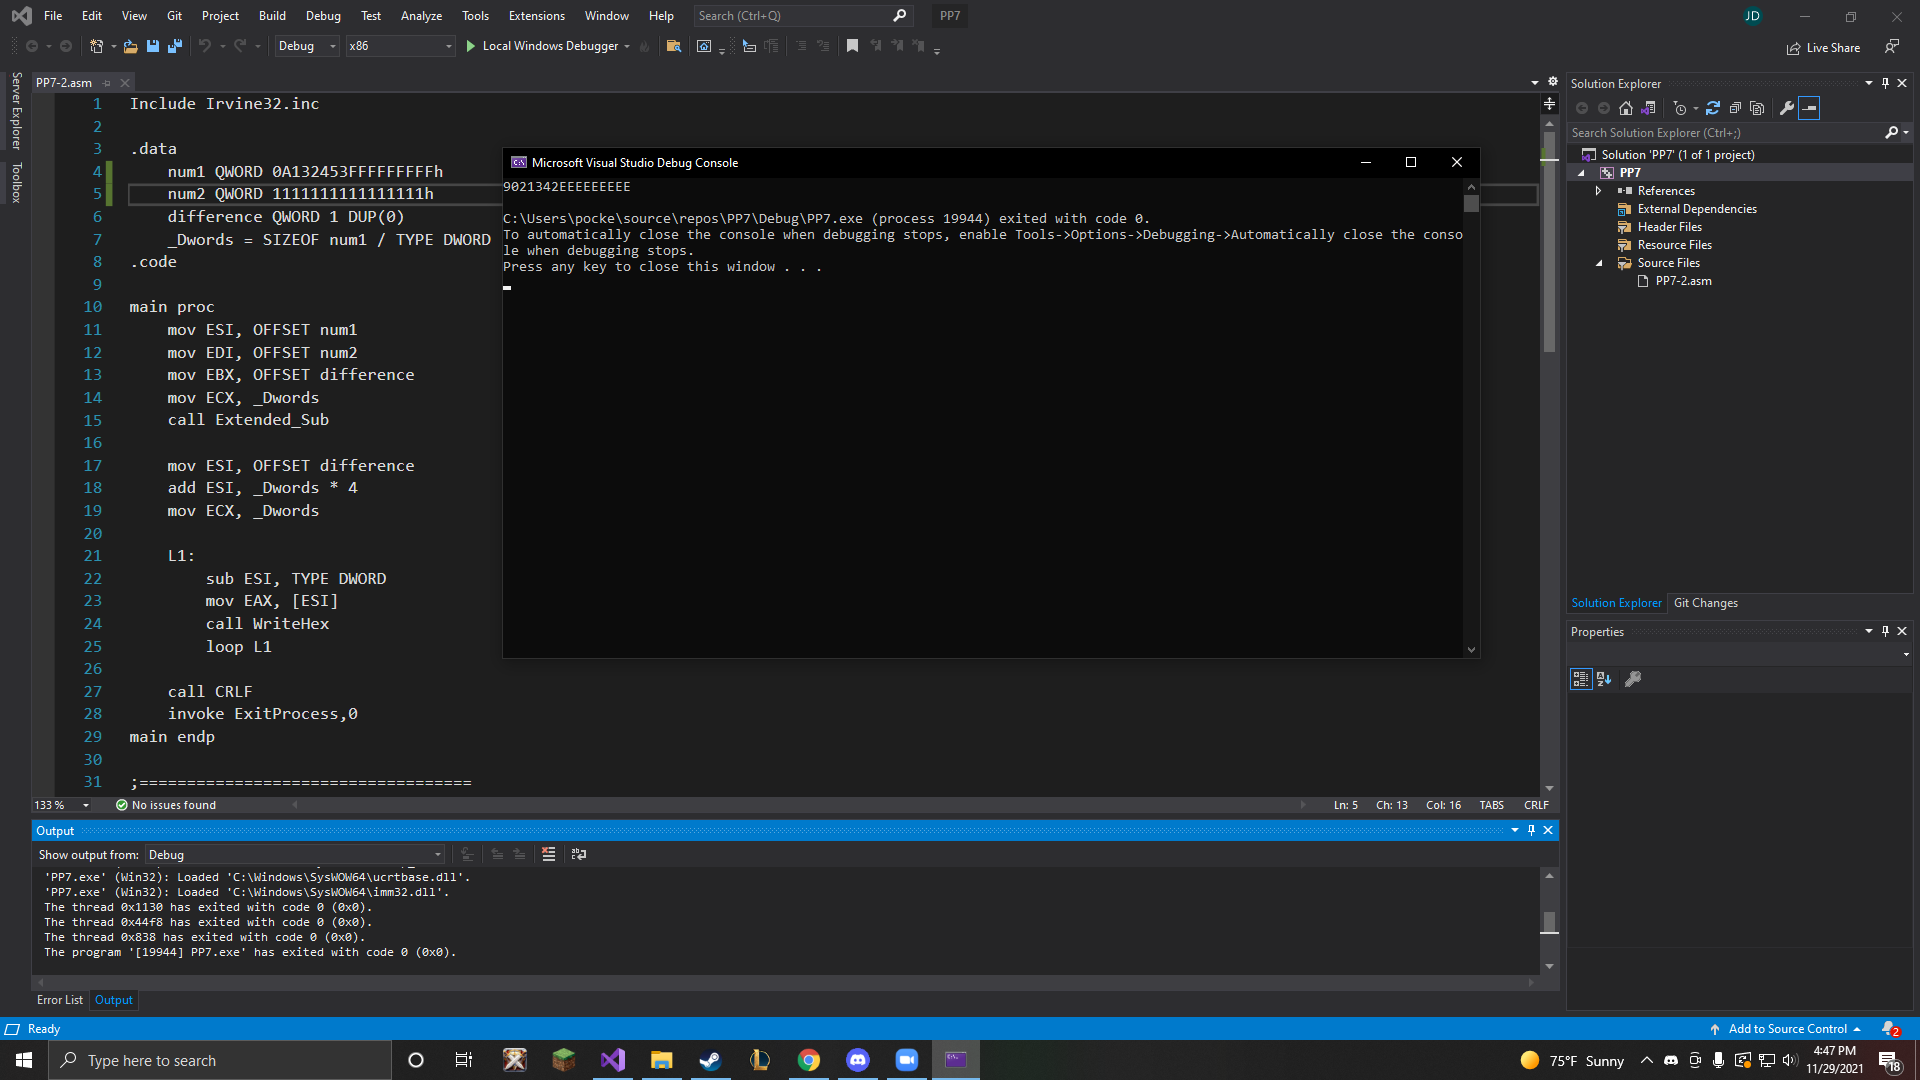 File Edit View Git Project Build Debug Test Analyze Tools Extensions Window Help Search (Ctrl+Q) PP7 JD
Debug x86 Local Windows Debugger Live Share
Server Explorer
Toolbox
PP7-2.asm
1 Include Irvine32.inc
2
3 .data
4 num1 QWORD 0A132453FFFFFFFFFh
5 num2 QWORD 1111111111111111h
6 difference QWORD 1 DUP(0)
7 _Dwords = SIZEOF num1 / TYPE DWORD
8 .code
9
10 main proc
11 mov ESI, OFFSET num1
12 mov EDI, OFFSET num2
13 mov EBX, OFFSET difference
14 mov ECX, _Dwords
15 call Extended_Sub
16
17 mov ESI, OFFSET difference
18 add ESI, _Dwords * 4
19 mov ECX, _Dwords
20
21 L1:
22 sub ESI, TYPE DWORD
23 mov EAX, [ESI]
24 call WriteHex
25 loop L1
26
27 call CRLF
28 invoke ExitProcess,0
29 main endp
30
31 ;===================================
Microsoft Visual Studio Debug Console
9021342EEEEEEEEE
C:\Users\pocke\source\repos\PP7\Debug\PP7.exe (process 19944) exited with code 0.
To automatically close the console when debugging stops, enable Tools->Options->Debugging->Automatically close the conso
le when debugging stops.
Press any key to close this window . . .
133 % No issues found Ln: 5 Ch: 13 Col: 16 TABS CRLF
Output
Show output from: Debug
'PP7.exe' (Win32): Loaded 'C:\Windows\SysWOW64\ucrtbase.dll'.
'PP7.exe' (Win32): Loaded 'C:\Windows\SysWOW64\imm32.dll'.
The thread 0x1130 has exited with code 0 (0x0).
The thread 0x44f8 has exited with code 0 (0x0).
The thread 0x838 has exited with code 0 (0x0).
The program '[19944] PP7.exe' has exited with code 0 (0x0).
Error List Output
Solution Explorer
Search Solution Explorer (Ctrl+;)
Solution 'PP7' (1 of 1 project)
PP7
References
External Dependencies
Header Files
Resource Files
Source Files
PP7-2.asm
Solution Explorer Git Changes
Properties
Ready Add to Source Control 2
Type here to search 75°F Sunny 4:47 PM
11/29/2021 18